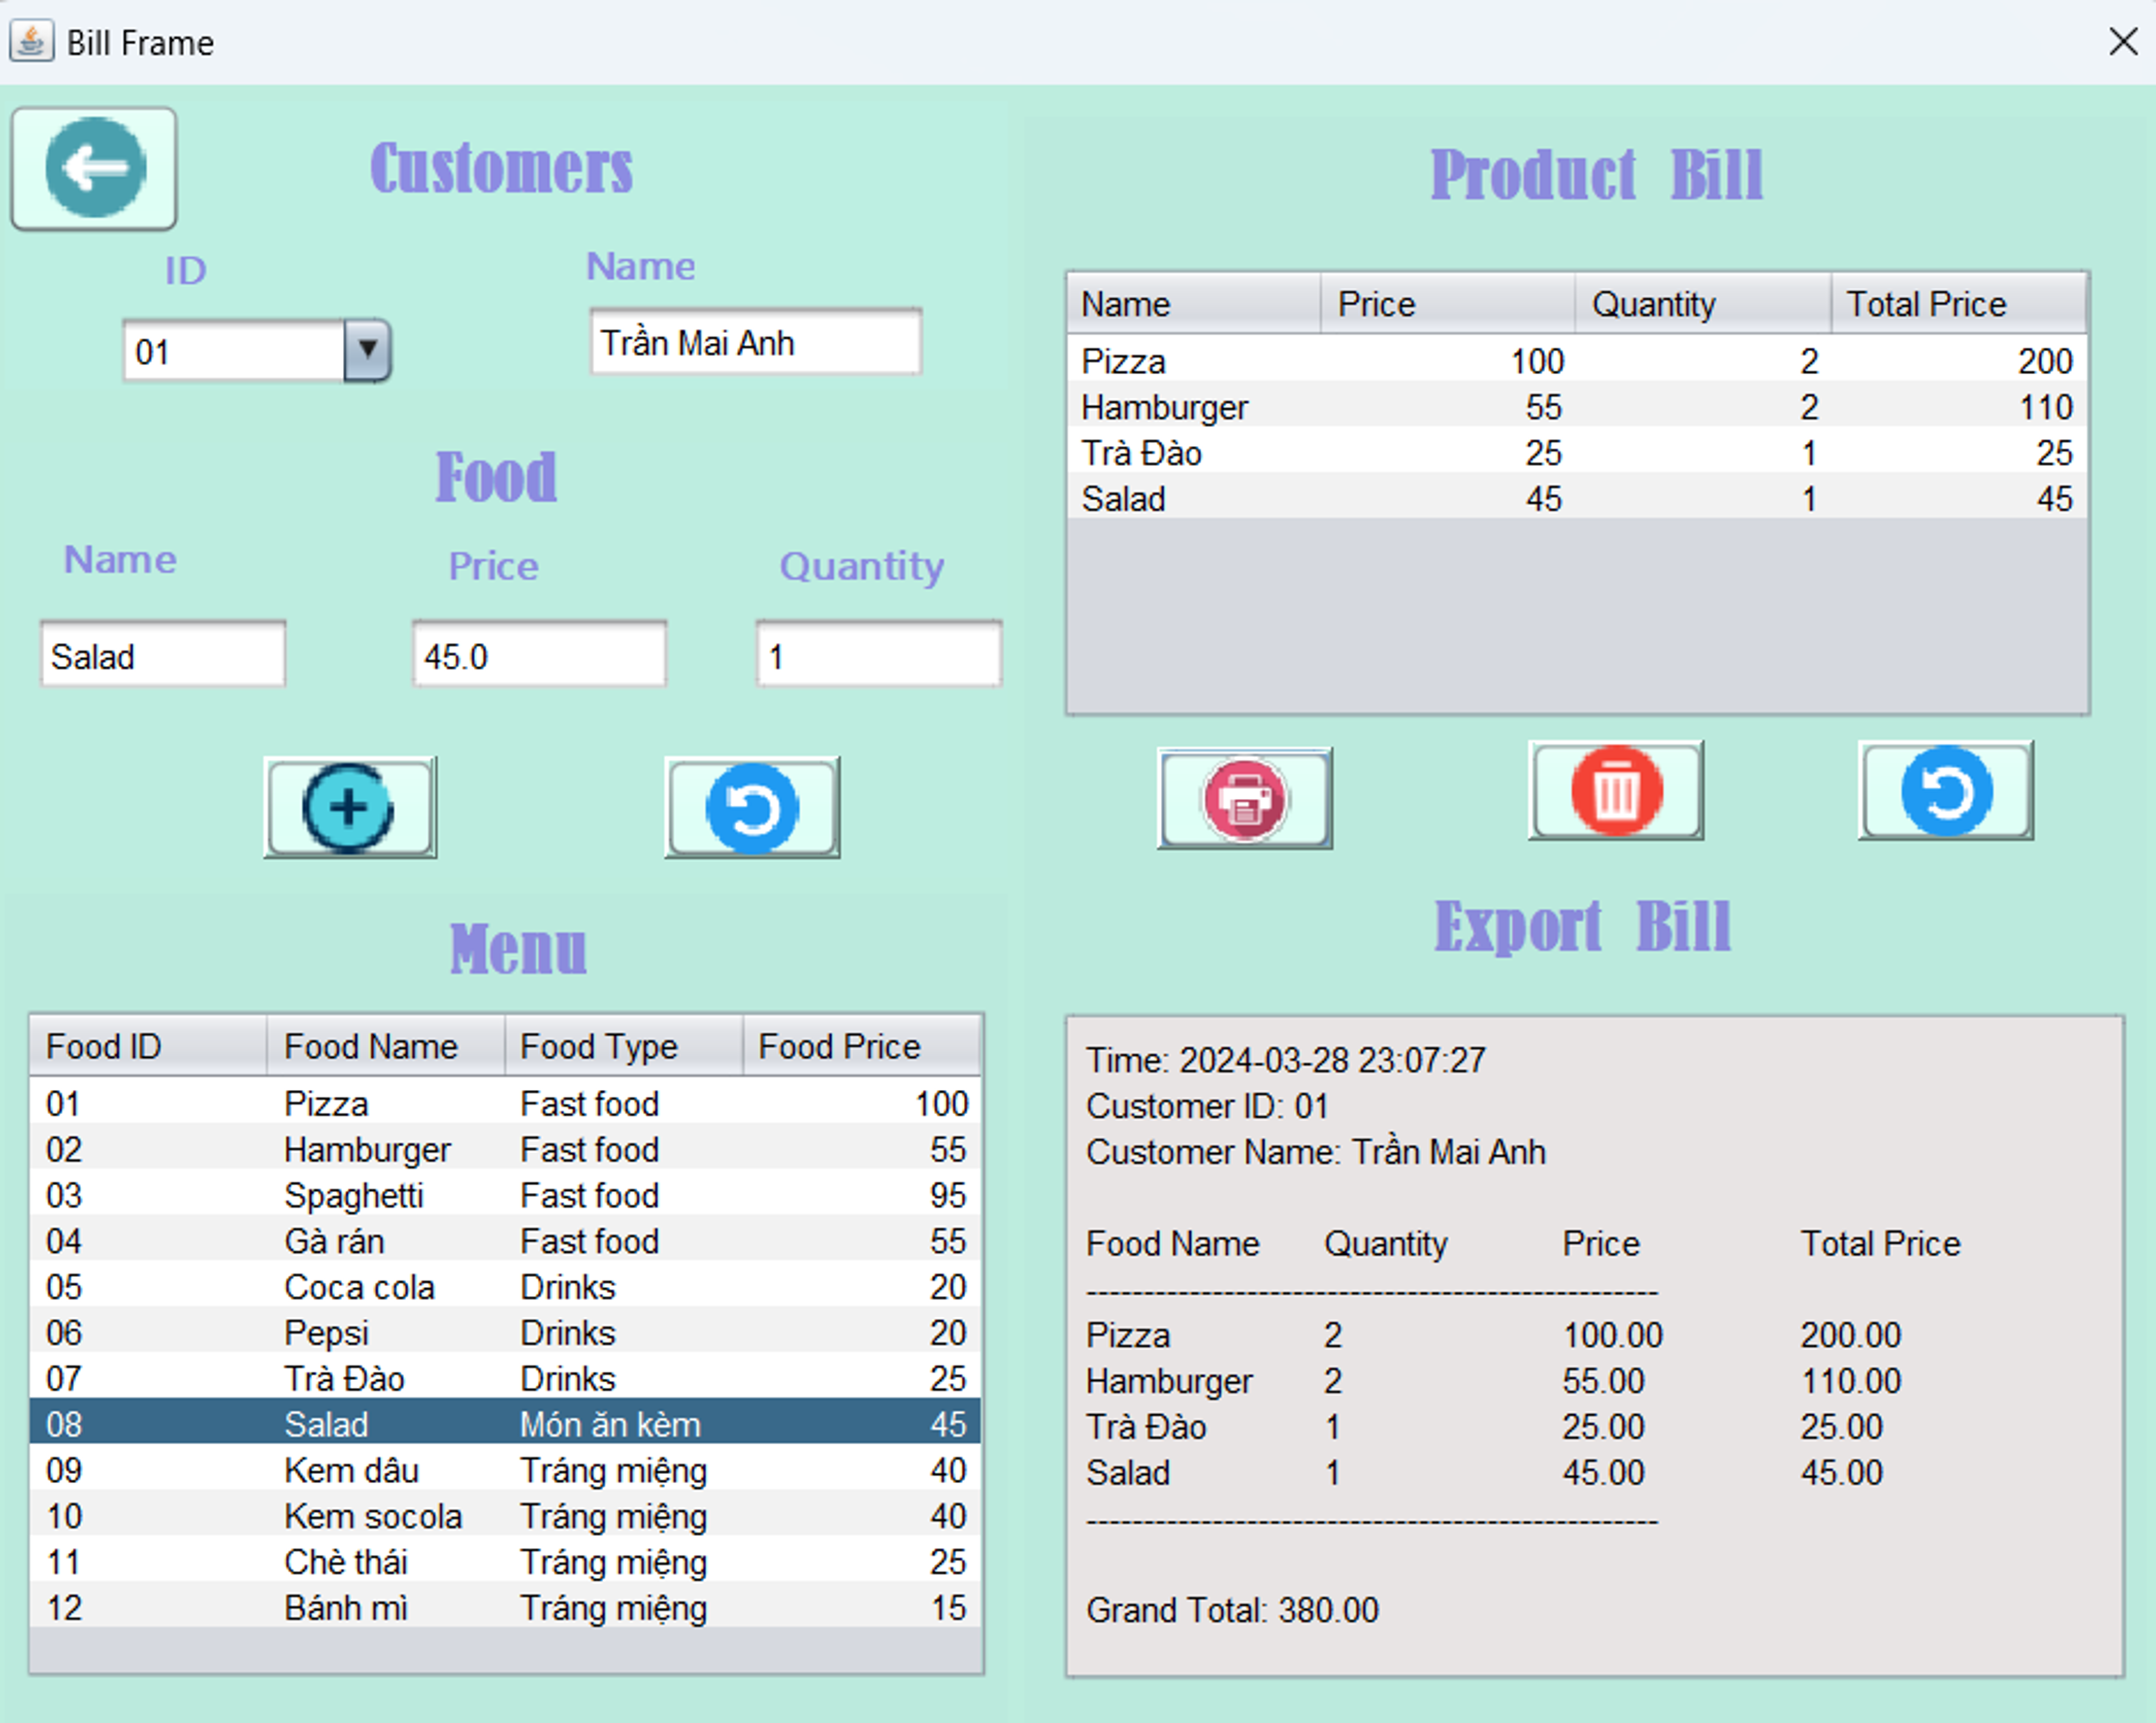 Bill Frame
Customers
ID
Name
01
Trần Mai Anh
Food
Name
Price
Quantity
Salad
45.0
1
Menu
Food ID Food Name Food Type Food Price
01 Pizza Fast food 100
02 Hamburger Fast food 55
03 Spaghetti Fast food 95
04 Gà rán Fast food 55
05 Coca cola Drinks 20
06 Pepsi Drinks 20
07 Trà Đào Drinks 25
08 Salad Món ăn kèm 45
09 Kem dâu Tráng miệng 40
10 Kem socola Tráng miệng 40
11 Chè thái Tráng miệng 25
12 Bánh mì Tráng miệng 15
Product Bill
Name Price Quantity Total Price
Pizza 100 2 200
Hamburger 55 2 110
Trà Đào 25 1 25
Salad 45 1 45
Export Bill
Time: 2024-03-28 23:07:27
Customer ID: 01
Customer Name: Trần Mai Anh
Food Name Quantity Price Total Price
----------------------------------------------------
Pizza 2 100.00 200.00
Hamburger 2 55.00 110.00
Trà Đào 1 25.00 25.00
Salad 1 45.00 45.00
----------------------------------------------------
Grand Total: 380.00